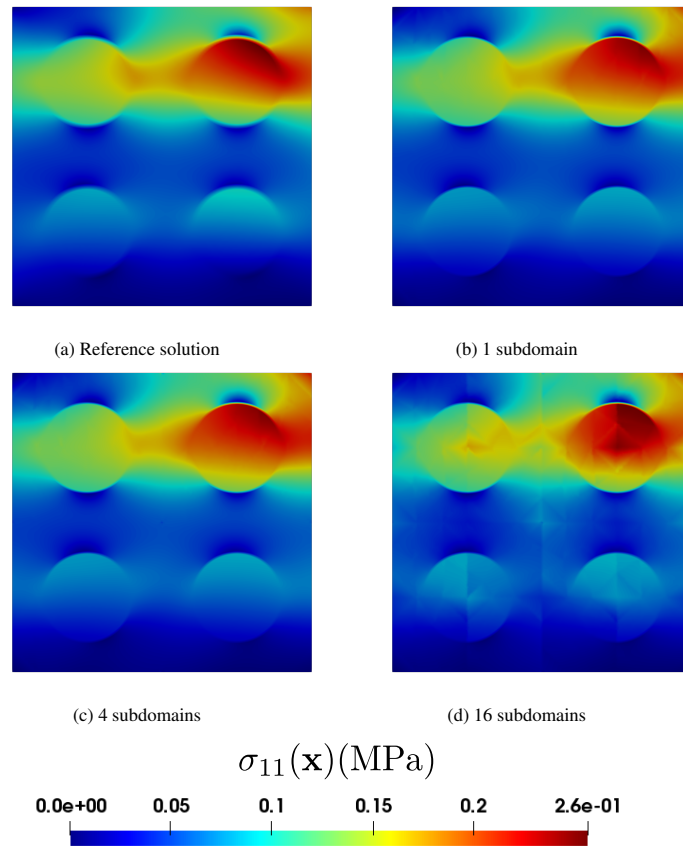 (a) Reference solution
(b) 1 subdomain
(c) 4 subdomains
(d) 16 subdomains
σ₁₁(x)(MPa)
0.0e+00 0.05 0.1 0.15 0.2 2.6e-01